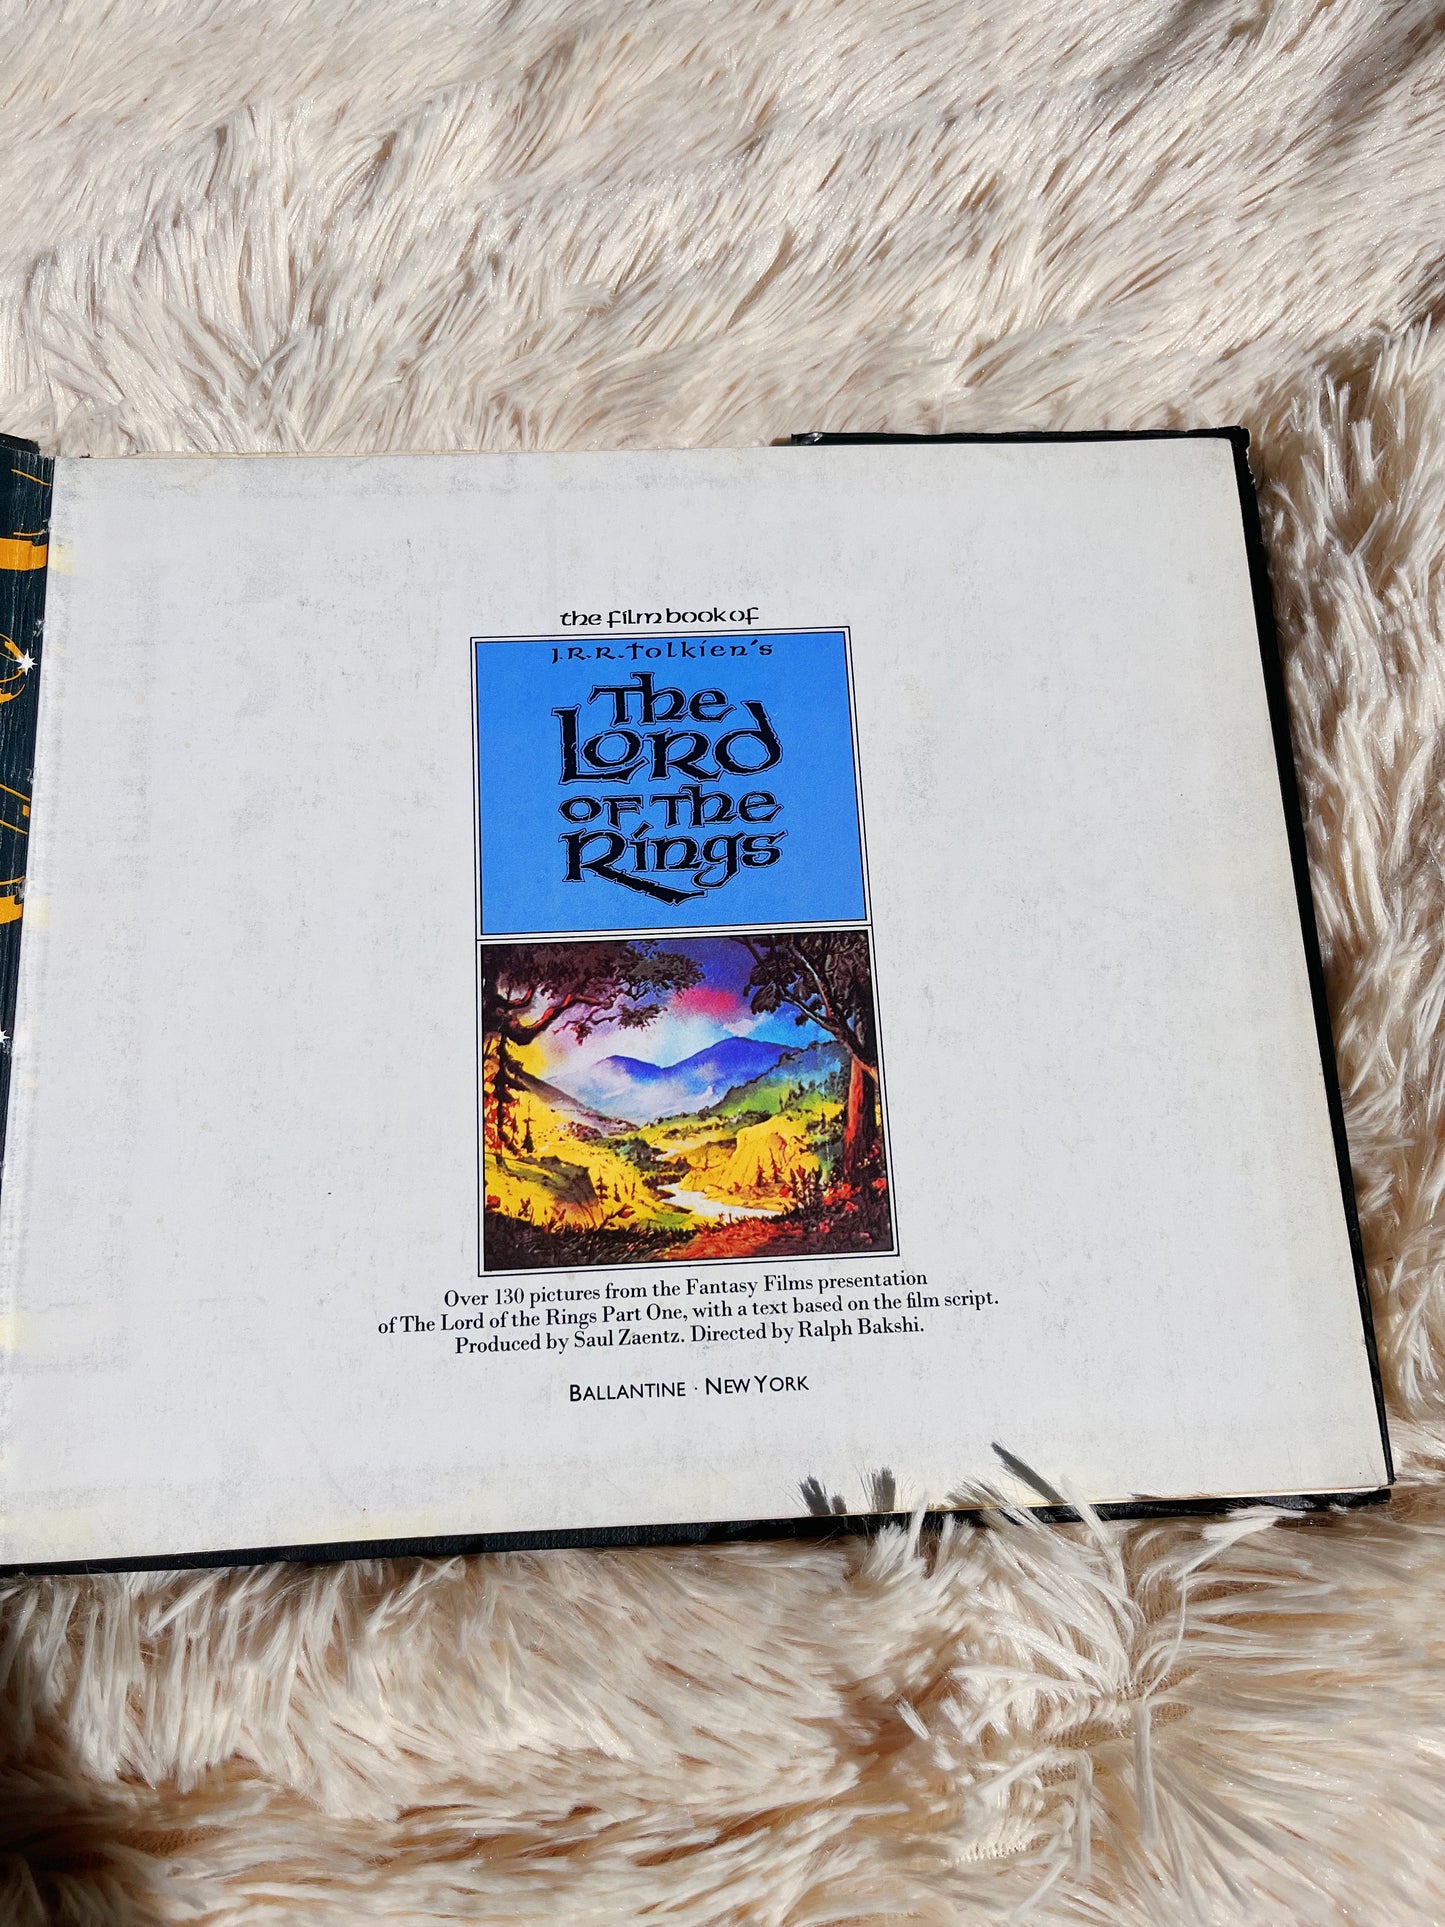 the film book of
J.R.R. Tolkien's
The
Lord
of the
Rings
Over 130 pictures from the Fantasy Films presentation
of The Lord of the Rings Part One, with a text based on the film script.
Produced by Saul Zaentz. Directed by Ralph Bakshi.
BALLANTINE · NEW YORK